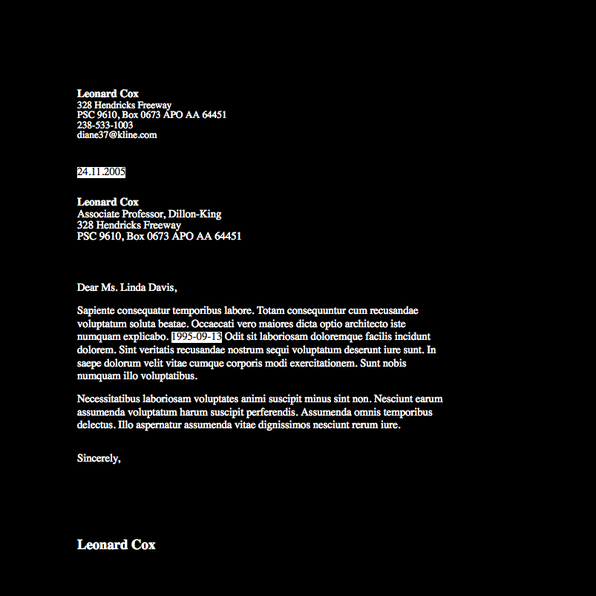 Leonard Cox
328 Hendricks Freeway
PSC 9610, Box 0673 APO AA 64451
238-533-1003
diane37@kline.com
24.11.2005
Leonard Cox
Associate Professor, Dillon-King
328 Hendricks Freeway
PSC 9610, Box 0673 APO AA 64451
Dear Ms. Linda Davis,
Sapiente consequatur temporibus labore. Totam consequuntur cum recusandae
voluptatum soluta beatae. Occaecati vero maiores dicta optio architecto iste
numquam explicabo. 1995-09-13 Odit sit laboriosam doloremque facilis incidunt
dolorem. Sint veritatis recusandae nostrum sequi voluptatum deserunt iure sunt. In
saepe dolorum velit vitae cumque corporis modi exercitationem. Sunt nobis
numquam illo voluptatibus.
Necessitatibus laboriosam voluptates animi suscipit minus sint non. Nesciunt earum
assumenda voluptatum harum suscipit perferendis. Assumenda omnis temporibus
delectus. Illo aspernatur assumenda vitae dignissimos nesciunt rerum iure.
Sincerely,
Leonard Cox